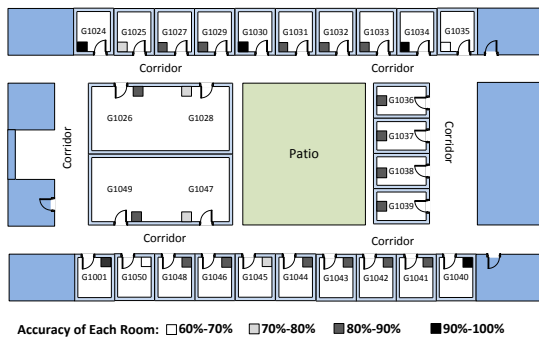 G1024 G1025 G1027 G1029 G1030 G1031 G1032 G1033 G1034 G1035
Corridor Corridor
G1026 G1028
G1036
G1037
G1038
G1039
Corridor
Patio
Corridor
G1049 G1047
Corridor Corridor
G1001 G1050 G1048 G1046 G1045 G1044 G1043 G1042 G1041 G1040
Accuracy of Each Room: 60%-70% 70%-80% 80%-90% 90%-100%